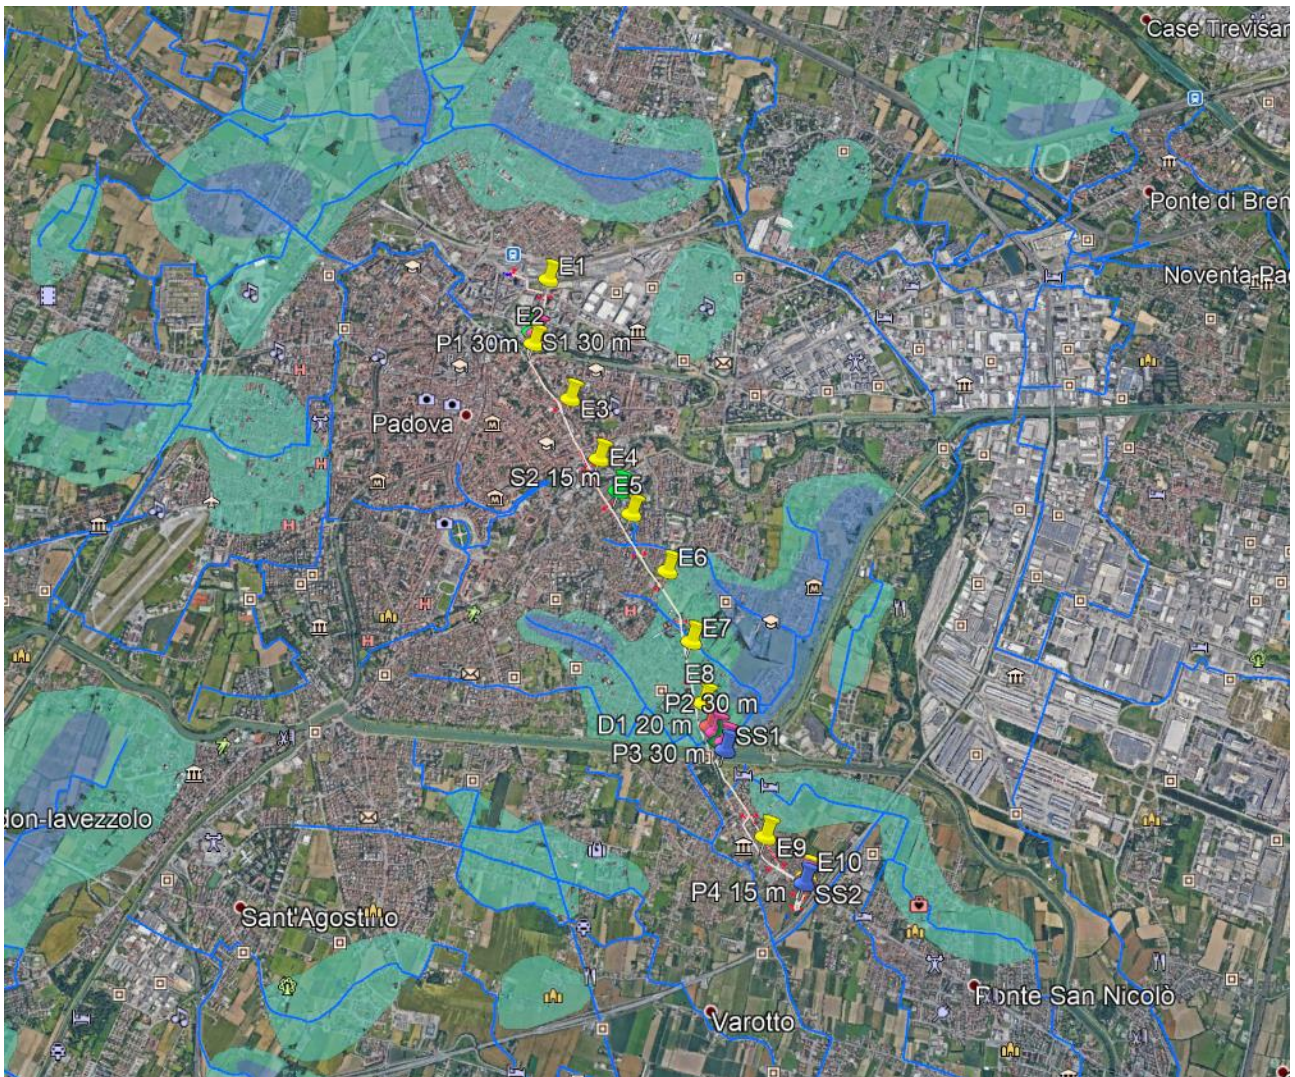 Case Trevisan
Ponte di Bren
Noventa Pad
E1
E2
P1 30m
S1 30 m
E3
Padova
E4
S2 15 m
E5
E6
E7
E8
P2 30 m
D1 20 m
SS1
P3 30 m
don-lavezzolo
E9
E10
P4 15 m
SS2
Sant'Agostino
Ponte San Nicolò
Varotto